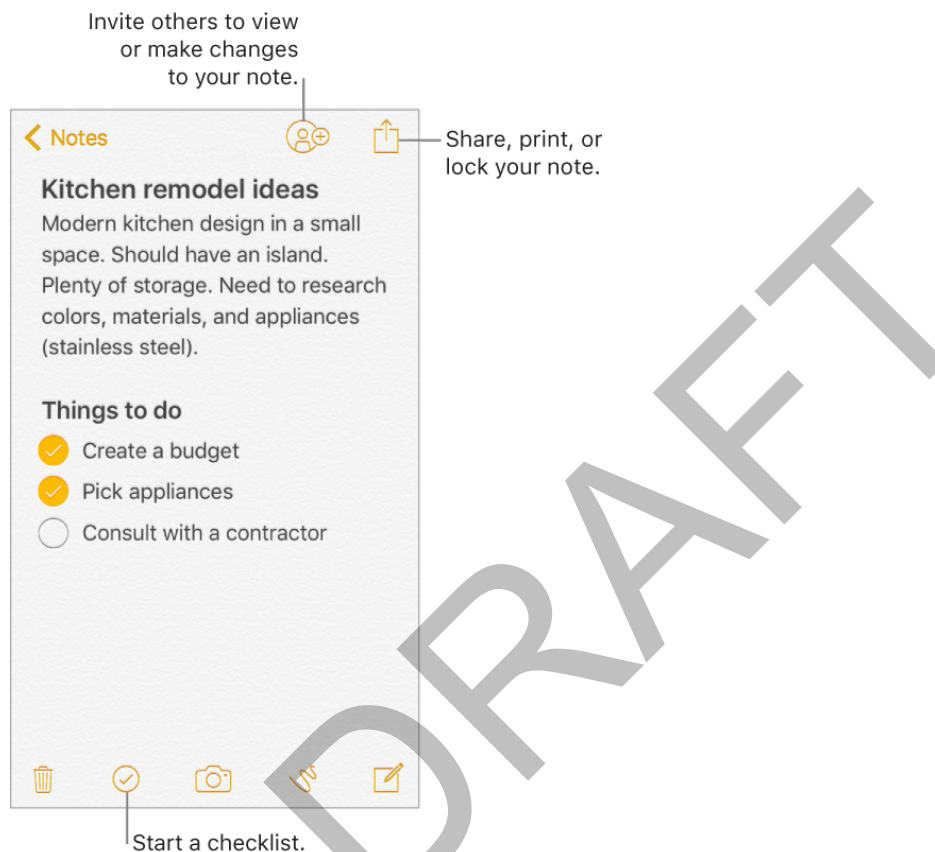 Invite others to view
or make changes
to your note.
Notes
Share, print, or
lock your note.
Kitchen remodel ideas
Modern kitchen design in a small
space. Should have an island.
Plenty of storage. Need to research
colors, materials, and appliances
(stainless steel).
Things to do
Create a budget
Pick appliances
Consult with a contractor
Start a checklist.
DRAFT